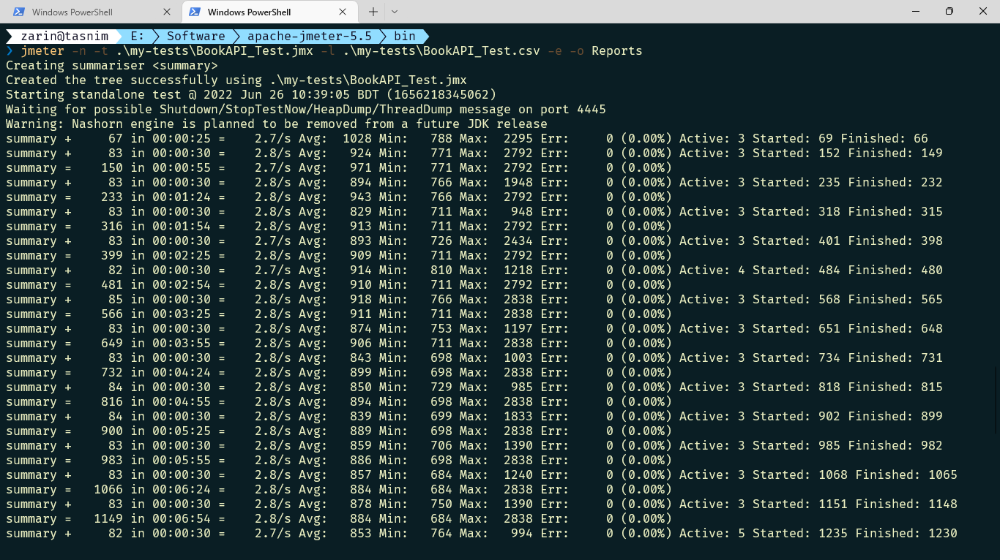 Windows PowerShell
Windows PowerShell
zarin@tasnim E: Software apache-jmeter-5.5 bin
❯ jmeter -n -t .\my-tests\BookAPI_Test.jmx -l .\my-tests\BookAPI_Test.csv -e -o Reports
Creating summariser <summary>
Created the tree successfully using .\my-tests\BookAPI_Test.jmx
Starting standalone test @ 2022 Jun 26 10:39:05 BDT (1656218345062)
Waiting for possible Shutdown/StopTestNow/HeapDump/ThreadDump message on port 4445
Warning: Nashorn engine is planned to be removed from a future JDK release
summary +     67 in 00:00:25 =    2.7/s Avg:  1028 Min:   788 Max:  2295 Err:     0 (0.00%) Active: 3 Started: 69 Finished: 66
summary +     83 in 00:00:30 =    2.8/s Avg:   924 Min:   771 Max:  2792 Err:     0 (0.00%) Active: 3 Started: 152 Finished: 149
summary =    150 in 00:00:55 =    2.7/s Avg:   971 Min:   771 Max:  2792 Err:     0 (0.00%)
summary +     83 in 00:00:30 =    2.8/s Avg:   894 Min:   766 Max:  1948 Err:     0 (0.00%) Active: 3 Started: 235 Finished: 232
summary =    233 in 00:01:24 =    2.8/s Avg:   943 Min:   766 Max:  2792 Err:     0 (0.00%)
summary +     83 in 00:00:30 =    2.8/s Avg:   829 Min:   711 Max:   948 Err:     0 (0.00%) Active: 3 Started: 318 Finished: 315
summary =    316 in 00:01:54 =    2.8/s Avg:   913 Min:   711 Max:  2792 Err:     0 (0.00%)
summary +     83 in 00:00:30 =    2.7/s Avg:   893 Min:   726 Max:  2434 Err:     0 (0.00%) Active: 3 Started: 401 Finished: 398
summary =    399 in 00:02:25 =    2.8/s Avg:   909 Min:   711 Max:  2792 Err:     0 (0.00%)
summary +     82 in 00:00:30 =    2.7/s Avg:   914 Min:   810 Max:  1218 Err:     0 (0.00%) Active: 4 Started: 484 Finished: 480
summary =    481 in 00:02:54 =    2.8/s Avg:   910 Min:   711 Max:  2792 Err:     0 (0.00%)
summary +     85 in 00:00:30 =    2.8/s Avg:   918 Min:   766 Max:  2838 Err:     0 (0.00%) Active: 3 Started: 568 Finished: 565
summary =    566 in 00:03:25 =    2.8/s Avg:   911 Min:   711 Max:  2838 Err:     0 (0.00%)
summary +     83 in 00:00:30 =    2.8/s Avg:   874 Min:   753 Max:  1197 Err:     0 (0.00%) Active: 3 Started: 651 Finished: 648
summary =    649 in 00:03:55 =    2.8/s Avg:   906 Min:   711 Max:  2838 Err:     0 (0.00%)
summary +     83 in 00:00:30 =    2.8/s Avg:   843 Min:   698 Max:  1003 Err:     0 (0.00%) Active: 3 Started: 734 Finished: 731
summary =    732 in 00:04:24 =    2.8/s Avg:   899 Min:   698 Max:  2838 Err:     0 (0.00%)
summary +     84 in 00:00:30 =    2.8/s Avg:   850 Min:   729 Max:   985 Err:     0 (0.00%) Active: 3 Started: 818 Finished: 815
summary =    816 in 00:04:55 =    2.8/s Avg:   894 Min:   698 Max:  2838 Err:     0 (0.00%)
summary +     84 in 00:00:30 =    2.8/s Avg:   839 Min:   699 Max:  1833 Err:     0 (0.00%) Active: 3 Started: 902 Finished: 899
summary =    900 in 00:05:25 =    2.8/s Avg:   889 Min:   698 Max:  2838 Err:     0 (0.00%)
summary +     83 in 00:00:30 =    2.8/s Avg:   859 Min:   706 Max:  1390 Err:     0 (0.00%) Active: 3 Started: 985 Finished: 982
summary =    983 in 00:05:55 =    2.8/s Avg:   886 Min:   698 Max:  2838 Err:     0 (0.00%)
summary +     83 in 00:00:30 =    2.8/s Avg:   857 Min:   684 Max:  1240 Err:     0 (0.00%) Active: 3 Started: 1068 Finished: 1065
summary =   1066 in 00:06:24 =    2.8/s Avg:   884 Min:   684 Max:  2838 Err:     0 (0.00%)
summary +     83 in 00:00:30 =    2.8/s Avg:   878 Min:   750 Max:  1390 Err:     0 (0.00%) Active: 3 Started: 1151 Finished: 1148
summary =   1149 in 00:06:54 =    2.8/s Avg:   884 Min:   684 Max:  2838 Err:     0 (0.00%)
summary +     82 in 00:00:30 =    2.7/s Avg:   853 Min:   764 Max:   994 Err:     0 (0.00%) Active: 5 Started: 1235 Finished: 1230